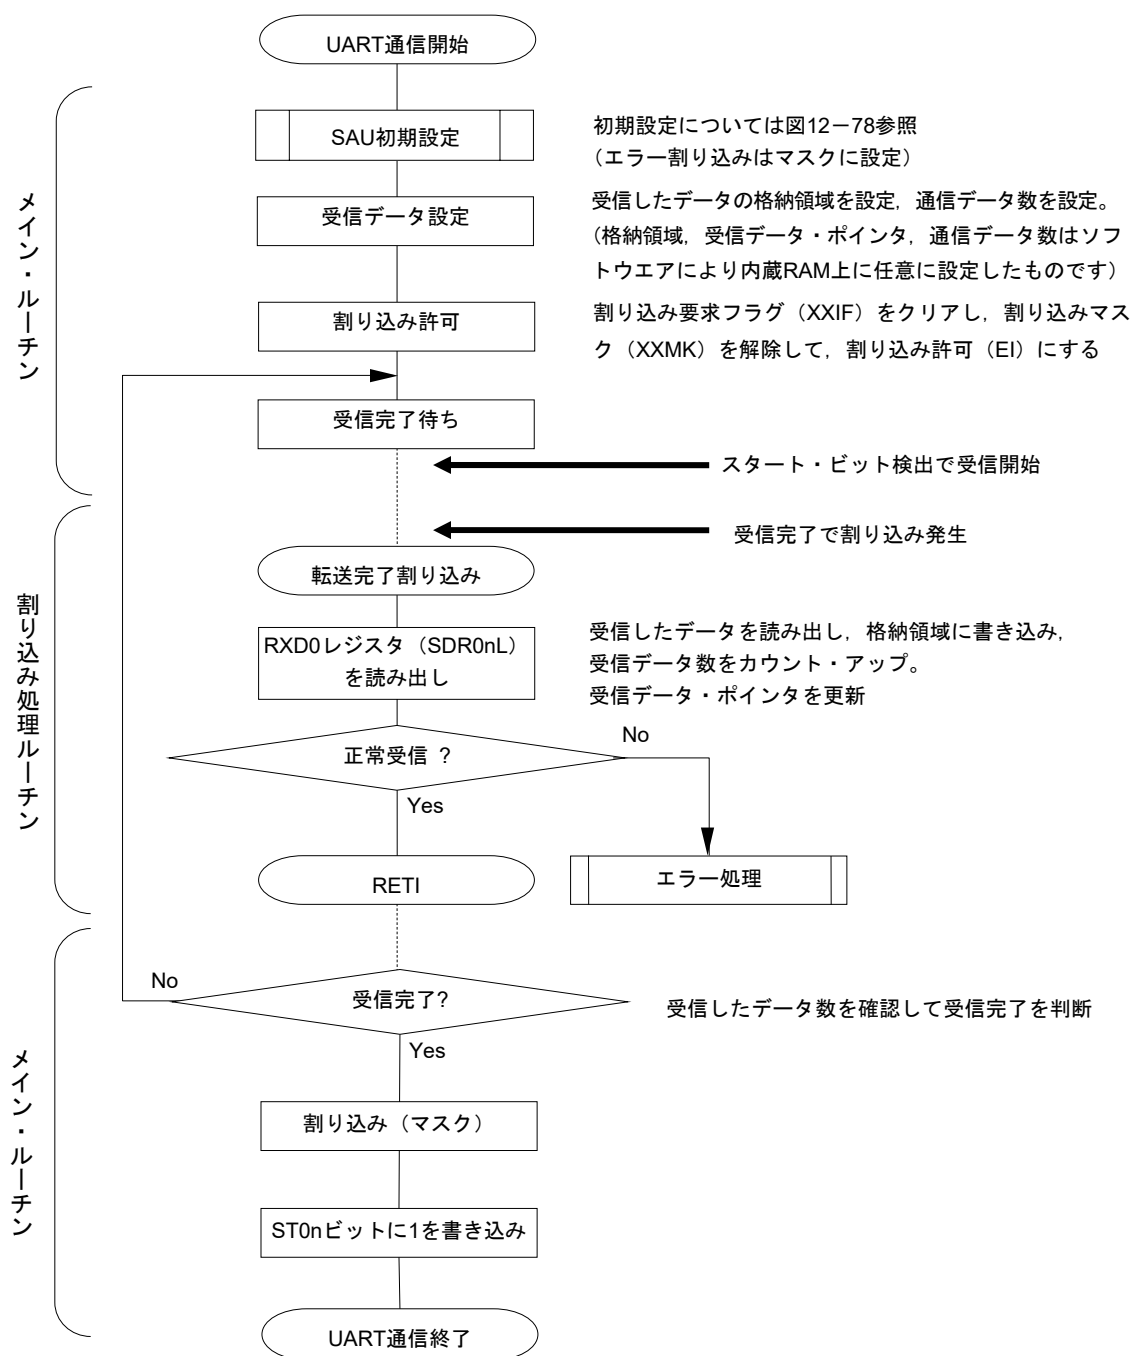 UART通信開始
SAU初期設定
初期設定については図12-78参照
（エラー割り込みはマスクに設定）
メイン・ルーチン
受信データ設定
受信したデータの格納領域を設定，通信データ数を設定。
（格納領域，受信データ・ポインタ，通信データ数はソフ
トウエアにより内蔵RAM上に任意に設定したものです）
割り込み許可
割り込み要求フラグ（XXIF）をクリアし，割り込みマス
ク（XXMK）を解除して，割り込み許可（EI）にする
受信完了待ち
スタート・ビット検出で受信開始
受信完了で割り込み発生
割り込み処理ルーチン
転送完了割り込み
RXD0レジスタ（SDR0nL）
を読み出し
受信したデータを読み出し，格納領域に書き込み，
受信データ数をカウント・アップ。
受信データ・ポインタを更新
正常受信 ?
No
Yes
エラー処理
RETI
No
受信完了?
受信したデータ数を確認して受信完了を判断
Yes
メイン・ルーチン
割り込み（マスク）
ST0nビットに1を書き込み
UART通信終了